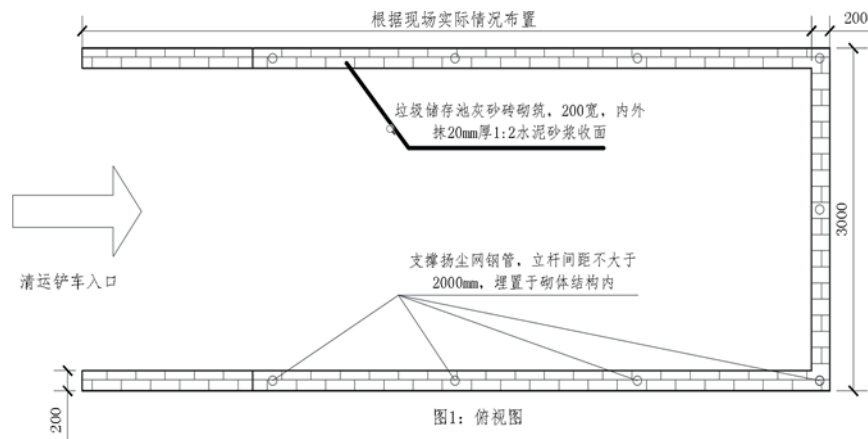 根据现场实际情况布置
200
垃圾储存池灰砂砖砌筑，200宽，内外
抹20mm厚1:2水泥砂浆收面
3000
清运铲车入口
支撑扬尘网钢管，立杆间距不大于
2000mm，埋置于砌体结构内
200
图1：俯视图